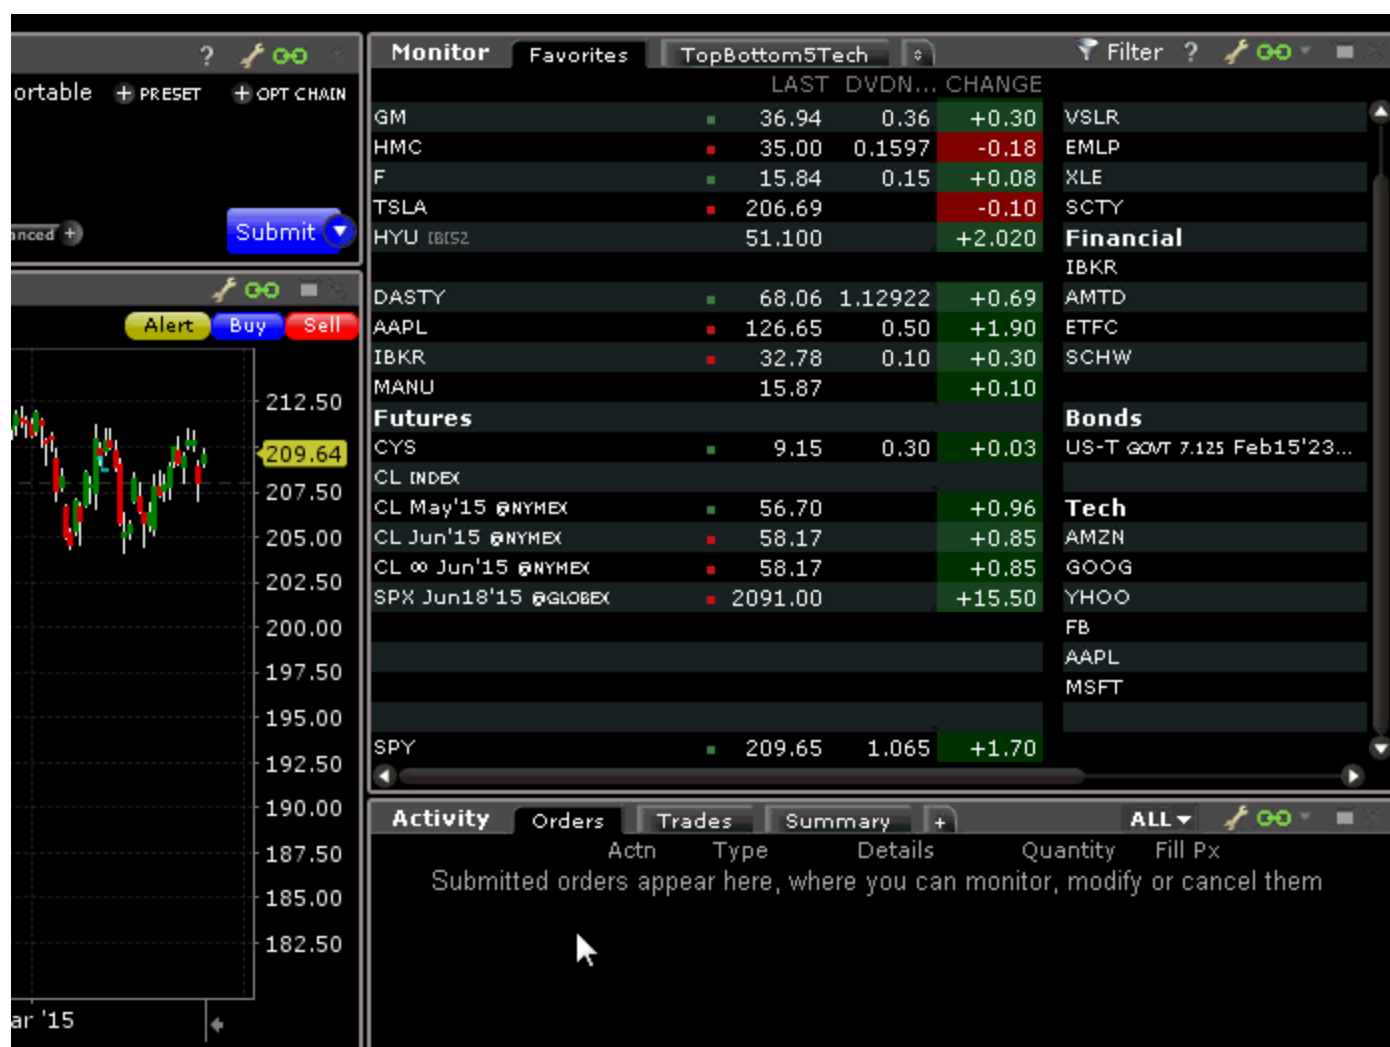 ?
ortable + PRESET + OPT CHAIN
anced +
Submit
Alert Buy Sell
212.50
209.64
207.50
205.00
202.50
200.00
197.50
195.00
192.50
190.00
187.50
185.00
182.50
ar '15
Monitor Favorites TopBottom5Tech Filter ?
LAST DVDN... CHANGE
GM 36.94 0.36 +0.30 VSLR
HMC 35.00 0.1597 -0.18 EMLP
F 15.84 0.15 +0.08 XLE
TSLA 206.69 -0.10 SCTY
HYU IBIS2 51.100 +2.020 Financial
IBKR
DASTY 68.06 1.12922 +0.69 AMTD
AAPL 126.65 0.50 +1.90 ETFC
IBKR 32.78 0.10 +0.30 SCHW
MANU 15.87 +0.10
Futures Bonds
CYS 9.15 0.30 +0.03 US-T GOVT 7.125 Feb15'23...
CL INDEX
CL May'15 @NYMEX 56.70 +0.96 Tech
CL Jun'15 @NYMEX 58.17 +0.85 AMZN
CL ∞ Jun'15 @NYMEX 58.17 +0.85 GOOG
SPX Jun18'15 @GLOBEX 2091.00 +15.50 YHOO
FB
AAPL
MSFT
SPY 209.65 1.065 +1.70
Activity Orders Trades Summary + ALL
Actn Type Details Quantity Fill Px
Submitted orders appear here, where you can monitor, modify or cancel them